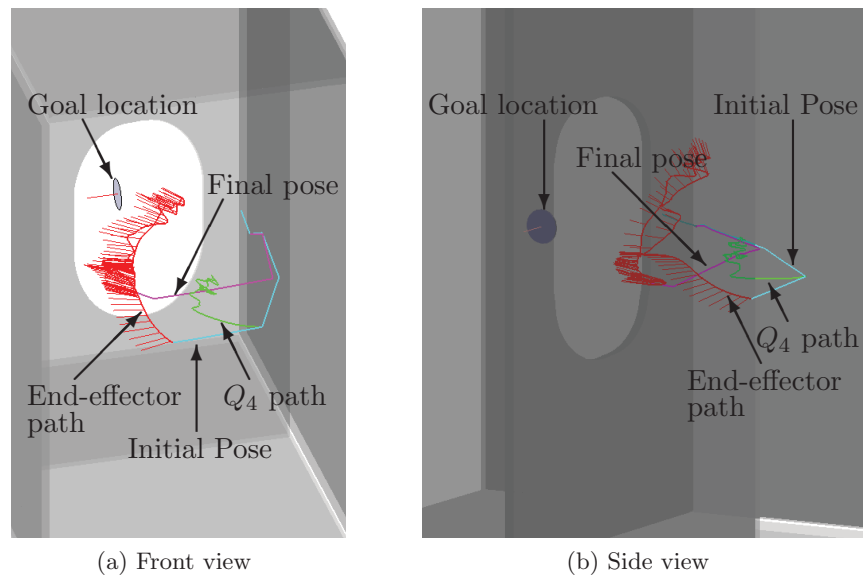 Goal location
Final pose
End-effector
path
Q4 path
Initial Pose
(a) Front view
Goal location
Initial Pose
Final pose
Q4 path
End-effector
path
(b) Side view